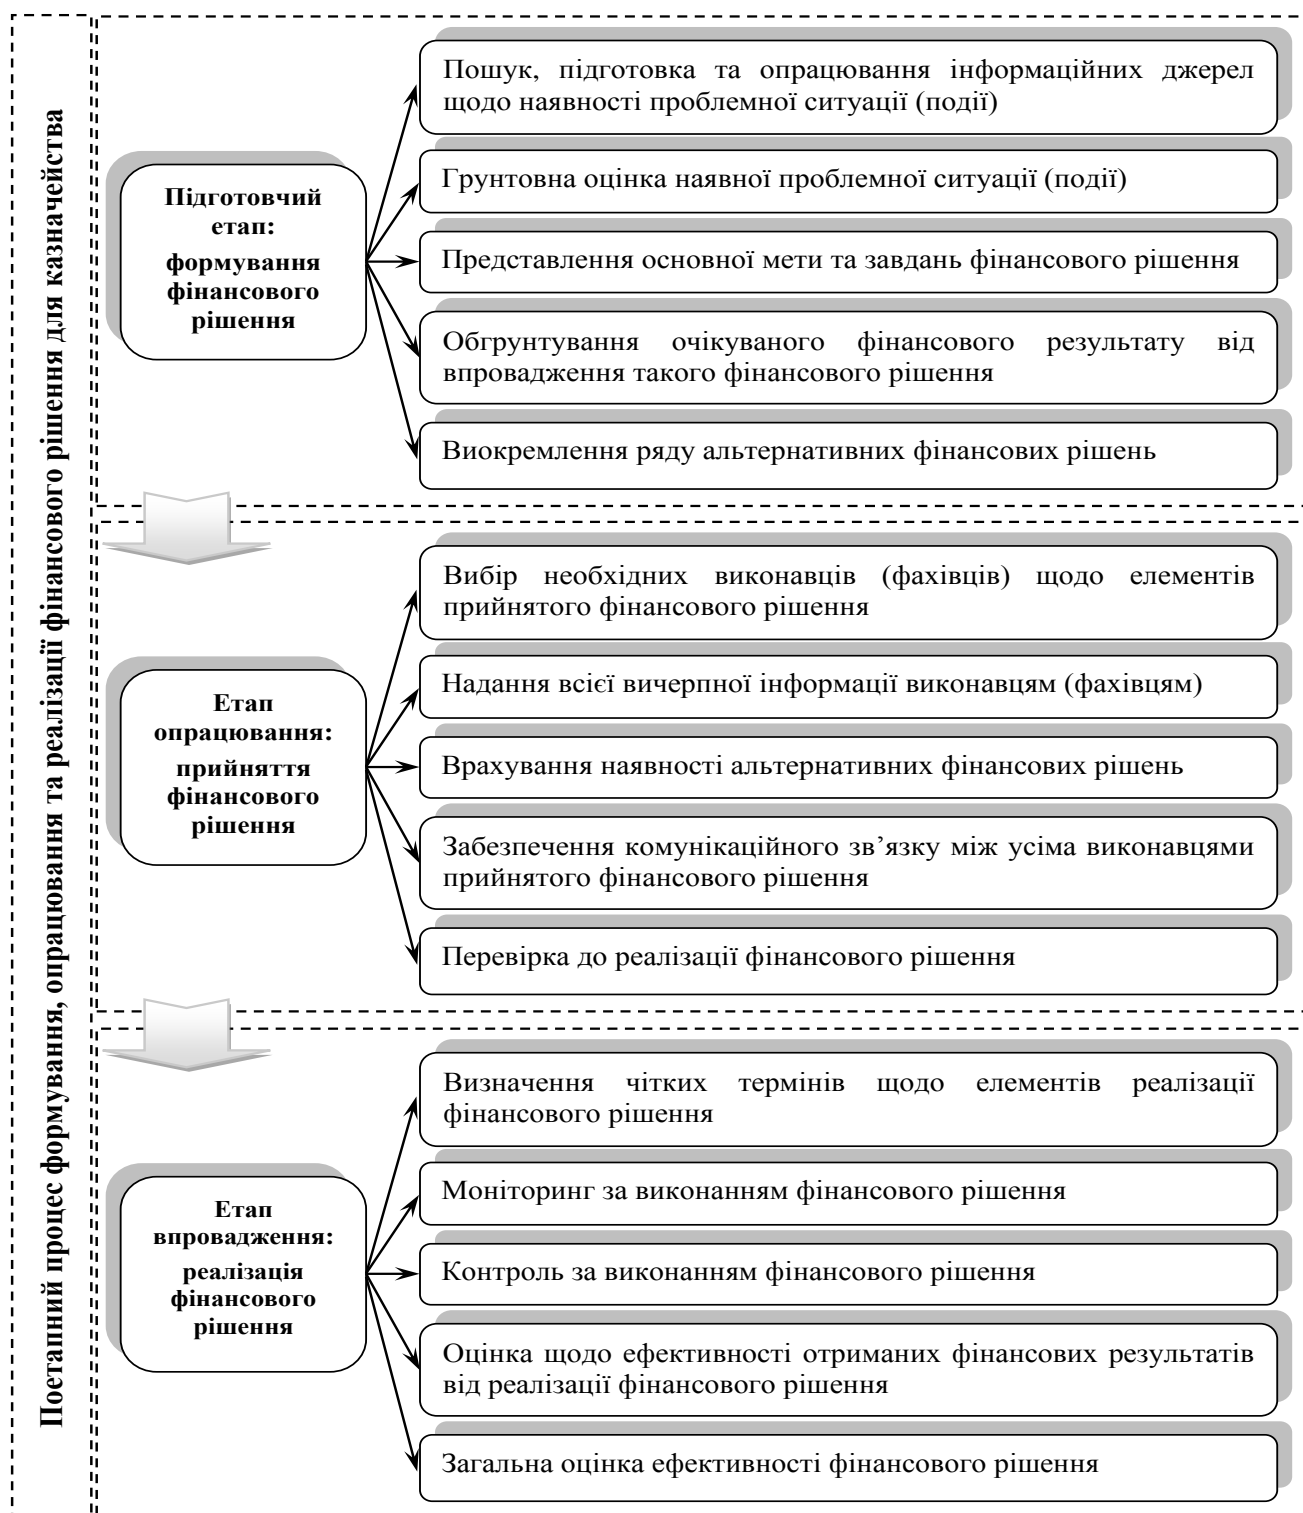 Поетапний процес формування, опрацювання та реалізації фінансового рішення для казначейства
Підготовчий
етап:
формування
фінансового
рішення
Пошук, підготовка та опрацювання інформаційних джерел
щодо наявності проблемної ситуації (події)
Грунтовна оцінка наявної проблемної ситуації (події)
Представлення основної мети та завдань фінансового рішення
Обгрунтування очікуваного фінансового результату від
впровадження такого фінансового рішення
Виокремлення ряду альтернативних фінансових рішень
Етап
опрацювання:
прийняття
фінансового
рішення
Вибір необхідних виконавців (фахівців) щодо елементів
прийнятого фінансового рішення
Надання всієї вичерпної інформації виконавцям (фахівцям)
Врахування наявності альтернативних фінансових рішень
Забезпечення комунікаційного зв’язку між усіма виконавцями
прийнятого фінансового рішення
Перевірка до реалізації фінансового рішення
Етап
впровадження:
реалізація
фінансового
рішення
Визначення чітких термінів щодо елементів реалізації
фінансового рішення
Моніторинг за виконанням фінансового рішення
Контроль за виконанням фінансового рішення
Оцінка щодо ефективності отриманих фінансових результатів
від реалізації фінансового рішення
Загальна оцінка ефективності фінансового рішення